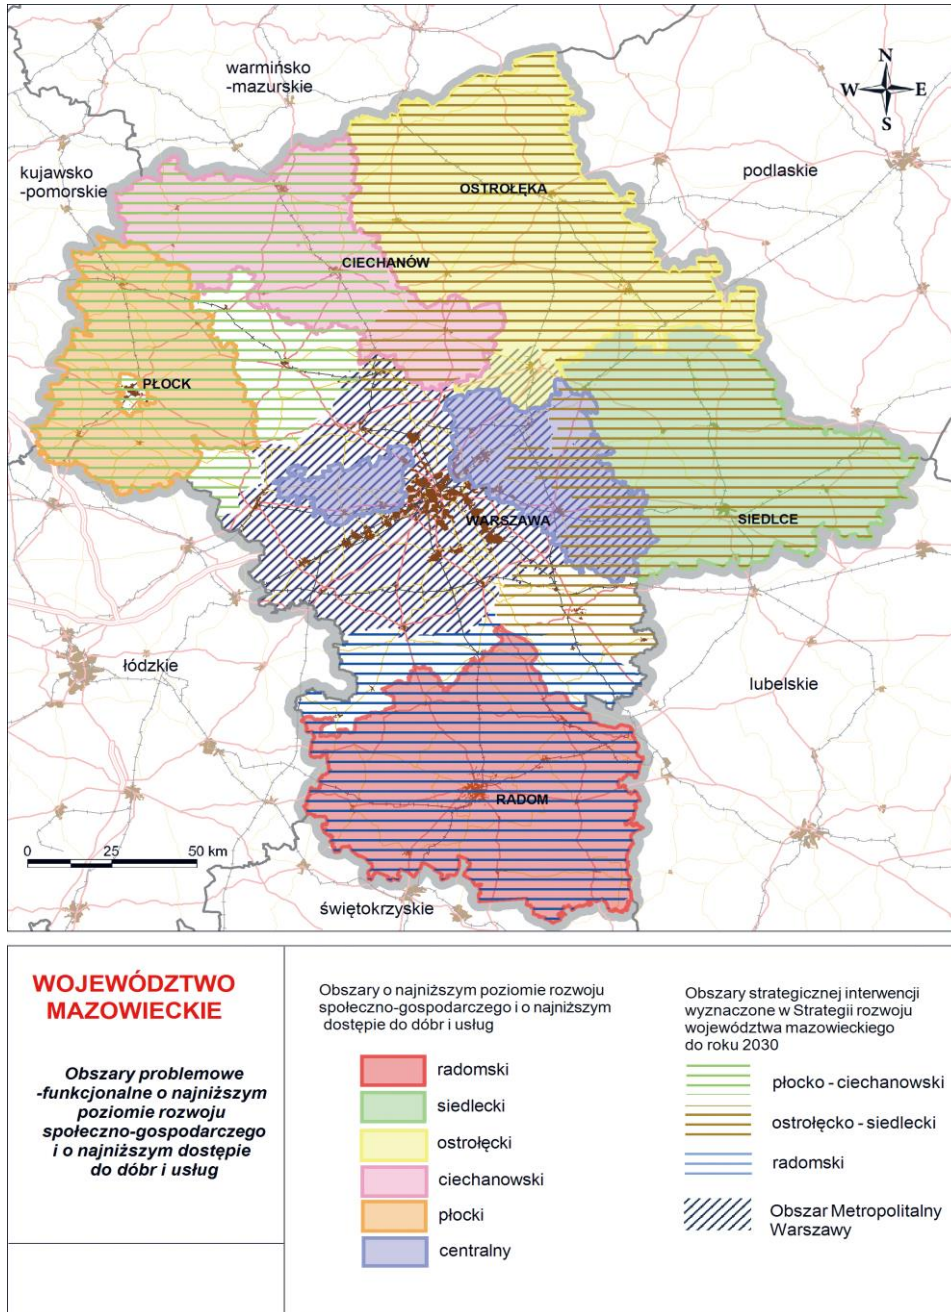 warmińsko
-mazurskie
N
W E
S
kujawsko
-pomorskie
podlaskie
OSTROŁĘKA
CIECHANÓW
PŁOCK
WARSZAWA
SIEDLCE
łódzkie
lubelskie
RADOM
0 25 50 km
świętokrzyskie
WOJEWÓDZTWO
MAZOWIECKIE
Obszary problemowe
-funkcjonalne o najniższym
poziomie rozwoju
społeczno-gospodarczego
i o najniższym dostępie
do dóbr i usług
Obszary o najniższym poziomie rozwoju
społeczno-gospodarczego i o najniższym
dostępie do dóbr i usług
radomski
siedlecki
ostrołęcki
ciechanowski
płocki
centralny
Obszary strategicznej interwencji
wyznaczone w Strategii rozwoju
województwa mazowieckiego
do roku 2030
płocko - ciechanowski
ostrołęcko - siedlecki
radomski
Obszar Metropolitalny
Warszawy